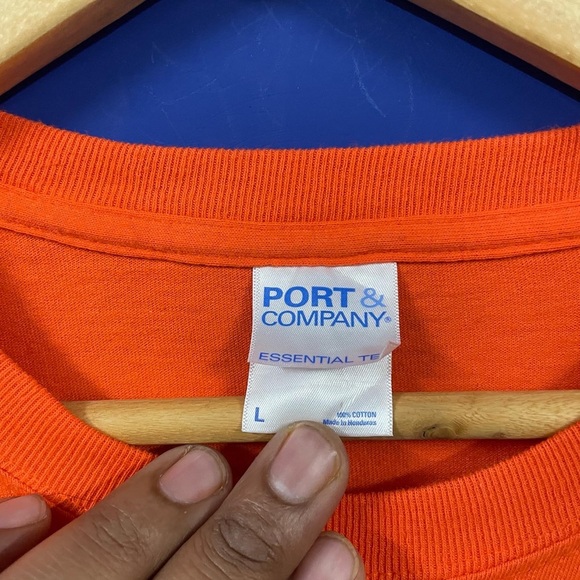 PORT &
COMPANY®
ESSENTIAL TE
L
100% COTTON
Made in Honduras